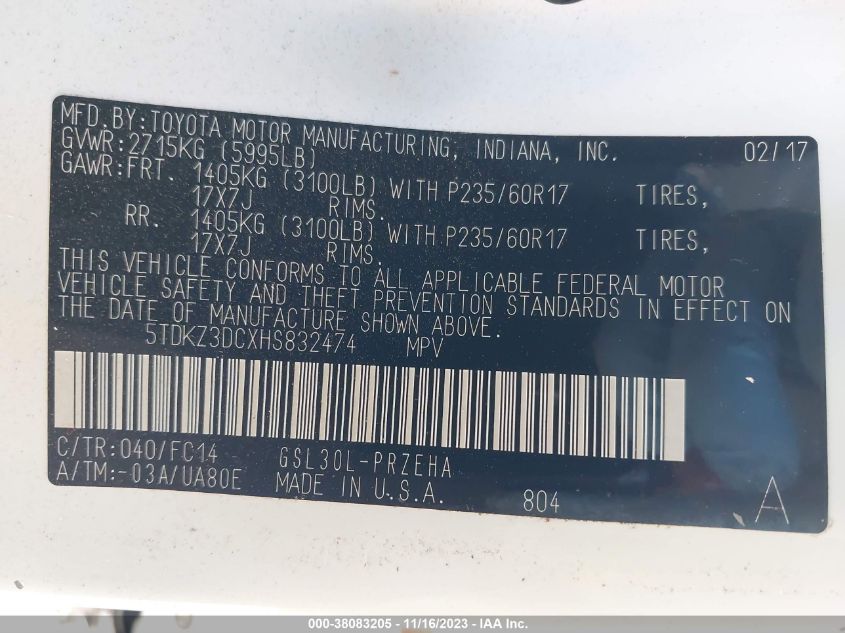 MFD.BY:TOYOTA MOTOR MANUFACTURING, INDIANA, INC. 02/17
GVWR:2715KG (5995LB)
GAWR:FRT. 1405KG (3100LB) WITH P235/60R17 TIRES,
17X7J RIMS.
RR. 1405KG (3100LB) WITH P235/60R17 TIRES,
17X7J RIMS.
THIS VEHICLE CONFORMS TO ALL APPLICABLE FEDERAL MOTOR
VEHICLE SAFETY AND THEFT PREVENTION STANDARDS IN EFFECT ON
THE DATE OF MANUFACTURE SHOWN ABOVE.
5TDKZ3DCXHS832474 MPV
C/TR:040/FC14 GSL30L-PRZEHA
A/TM:-03A/UA80E MADE IN U.S.A. 804 A
000-38083205 - 11/16/2023 - IAA Inc.